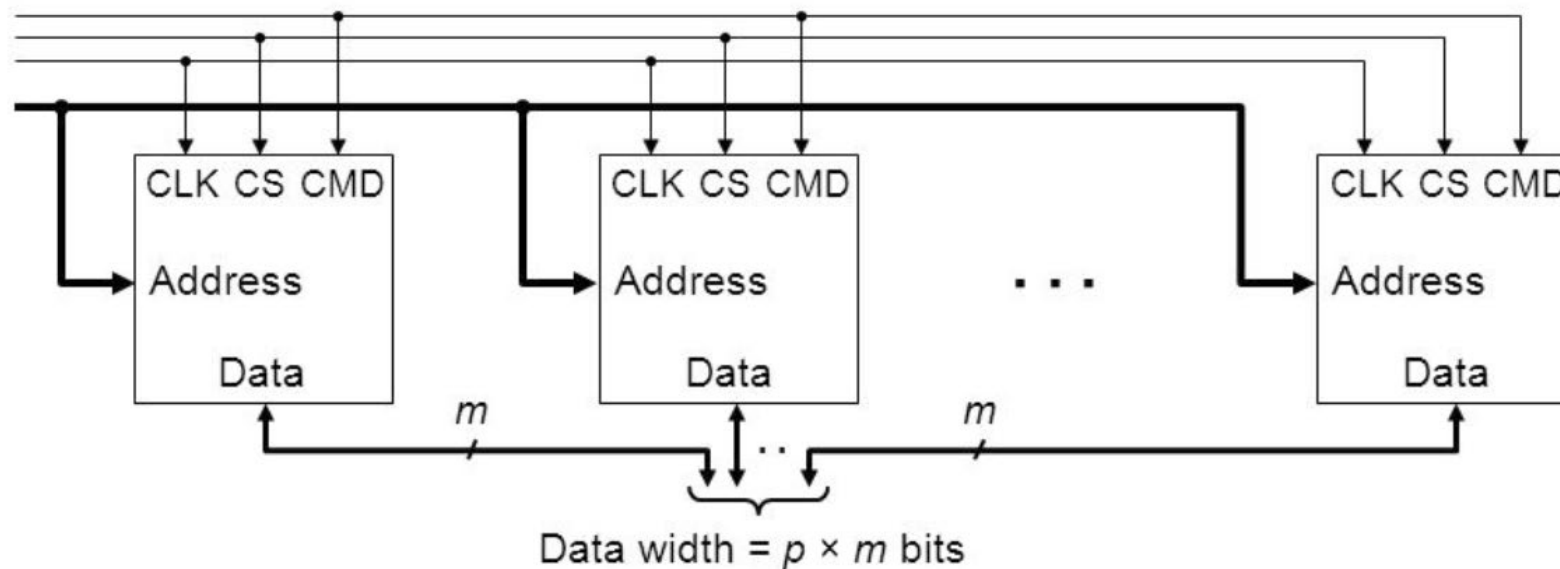 CLK CS CMD
CLK CS CMD
CLK CS CMD
Address
Address
. . .
Address
Data
Data
Data
m
m
. .
Data width = p × m bits